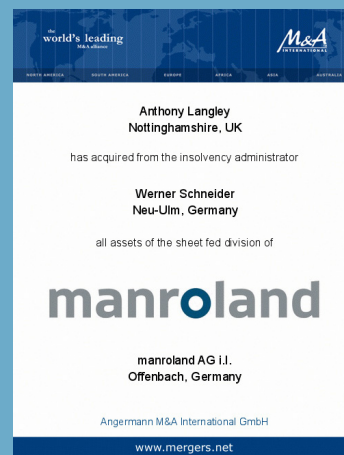 the
world's leading
M&A alliance
M&A
INTERNATIONAL
NORTH AMERICA SOUTH AMERICA EUROPE AFRICA ASIA AUSTRALIA
Anthony Langley
Nottinghamshire, UK
has acquired from the insolvency administrator
Werner Schneider
Neu-Ulm, Germany
all assets of the sheet fed division of
manroland
manroland AG i.I.
Offenbach, Germany
Angermann M&A International GmbH
www.mergers.net